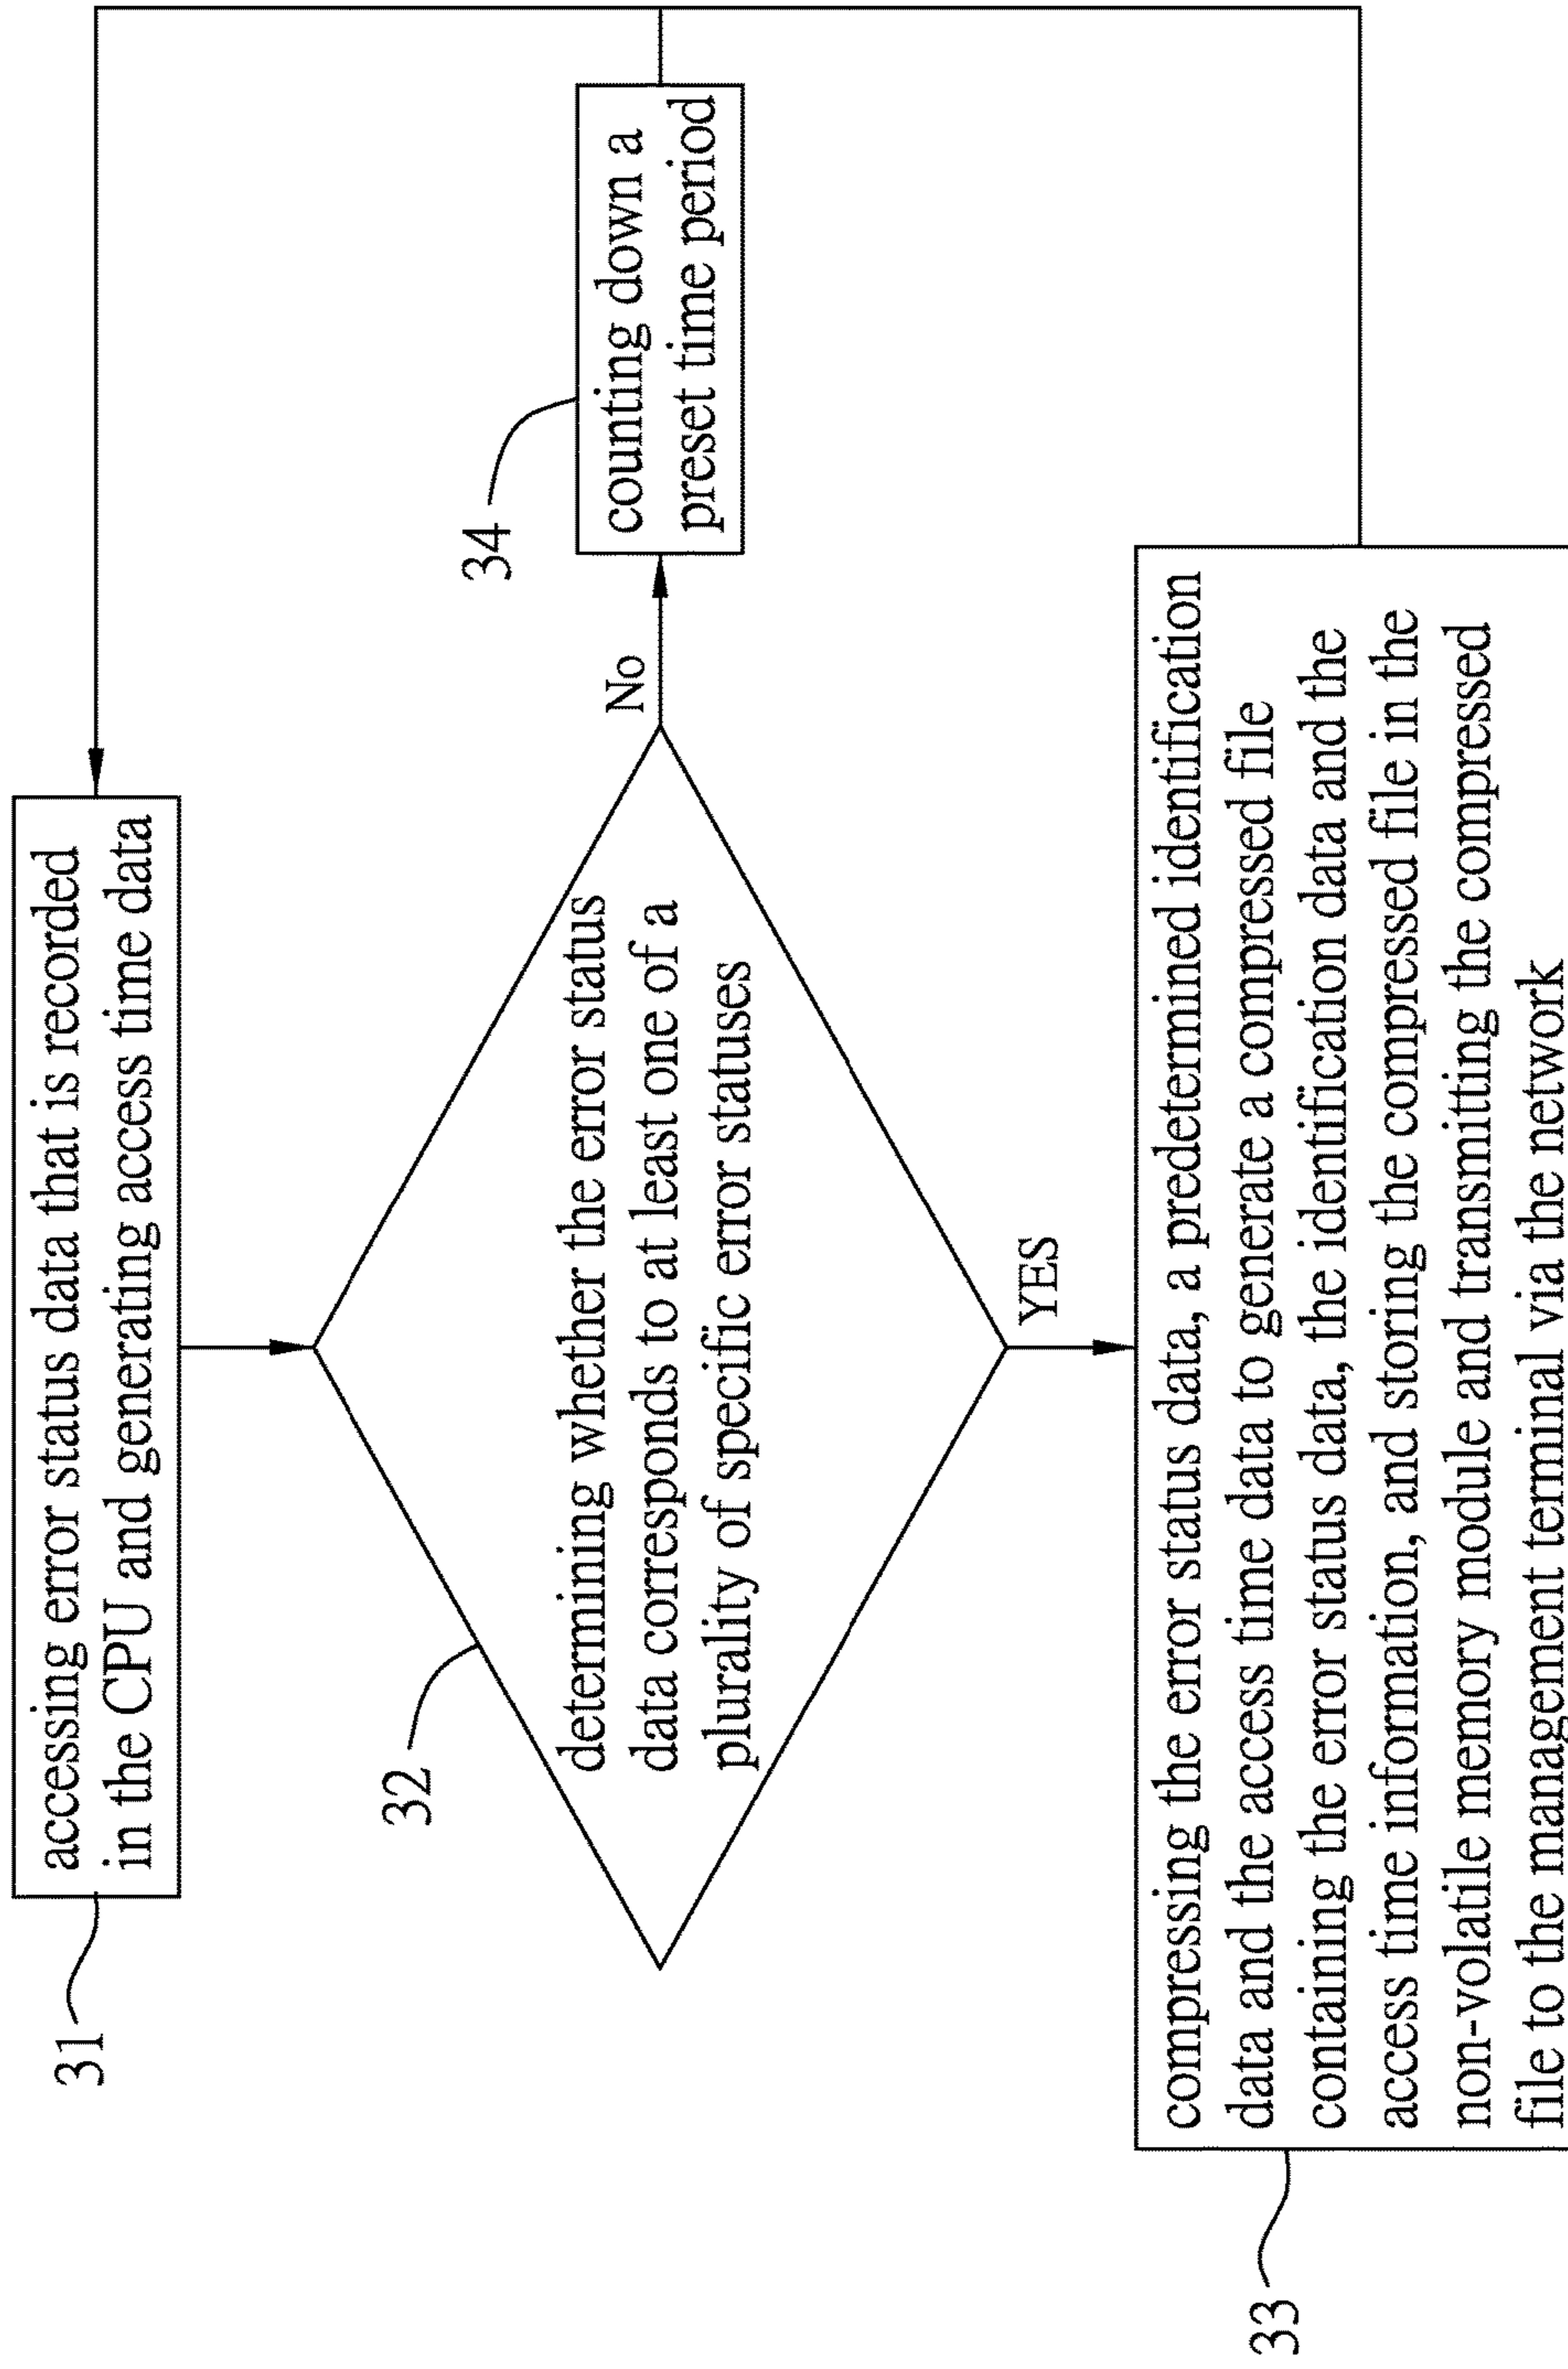 31
accessing error status data that is recorded
in the CPU and generating access time data
32
determining whether the error status
data corresponds to at least one of a
plurality of specific error statuses
No
34
counting down a
preset time period
YES
33
compressing the error status data, a predetermined identification
data and the access time data to generate a compressed file
containing the error status data, the identification data and the
access time information, and storing the compressed file in the
non-volatile memory module and transmitting the compressed
file to the management terminal via the network